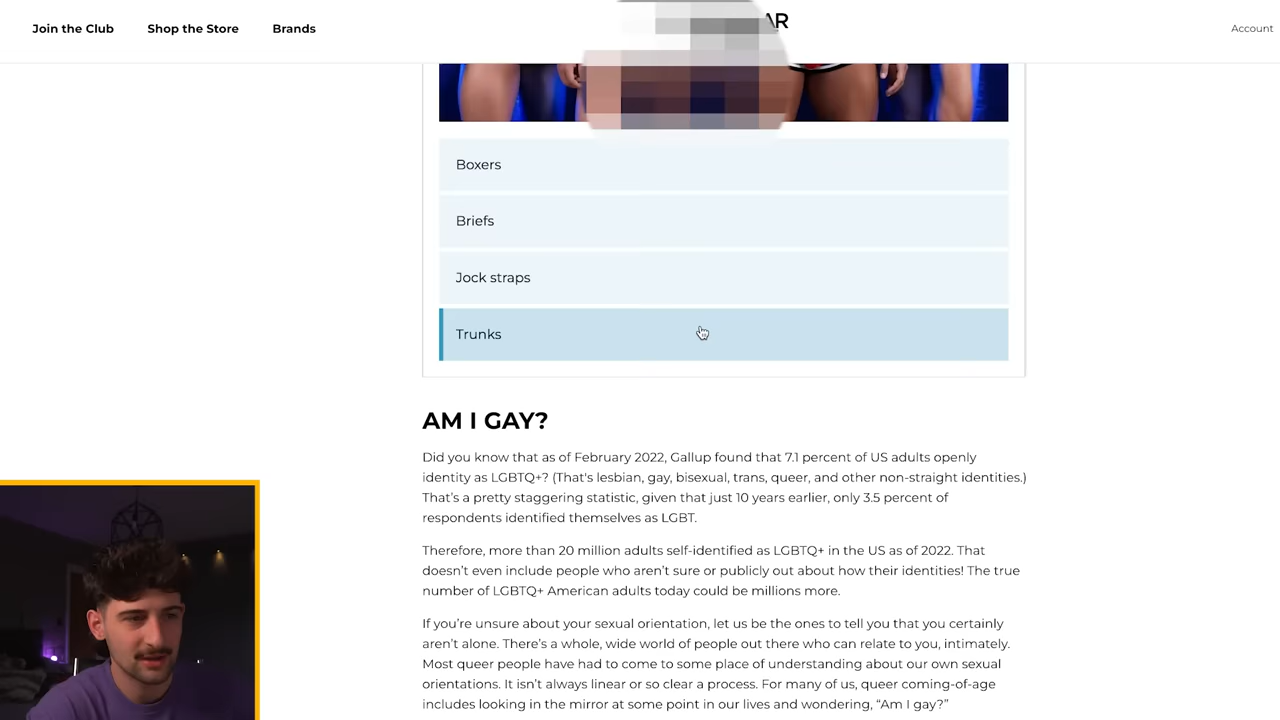 Join the Club
Shop the Store
Brands
AR
Account
Boxers
Briefs
Jock straps
Trunks
AM I GAY?
Did you know that as of February 2022, Gallup found that 7.1 percent of US adults openly
identity as LGBTQ+? (That's lesbian, gay, bisexual, trans, queer, and other non-straight identities.)
That's a pretty staggering statistic, given that just 10 years earlier, only 3.5 percent of
respondents identified themselves as LGBT.
Therefore, more than 20 million adults self-identified as LGBTQ+ in the US as of 2022. That
doesn't even include people who aren't sure or publicly out about how their identities! The true
number of LGBTQ+ American adults today could be millions more.
If you're unsure about your sexual orientation, let us be the ones to tell you that you certainly
aren't alone. There's a whole, wide world of people out there who can relate to you, intimately.
Most queer people have had to come to some place of understanding about our own sexual
orientations. It isn't always linear or so clear a process. For many of us, queer coming-of-age
includes looking in the mirror at some point in our lives and wondering, “Am I gay?”